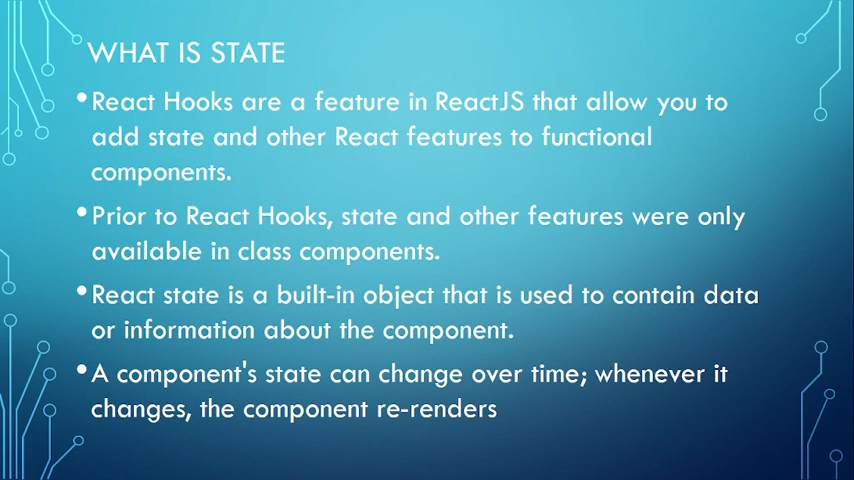 WHAT IS STATE
•React Hooks are a feature in ReactJS that allow you to
add state and other React features to functional
components.
•Prior to React Hooks, state and other features were only
available in class components.
•React state is a built-in object that is used to contain data
or information about the component.
•A component's state can change over time; whenever it
changes, the component re-renders